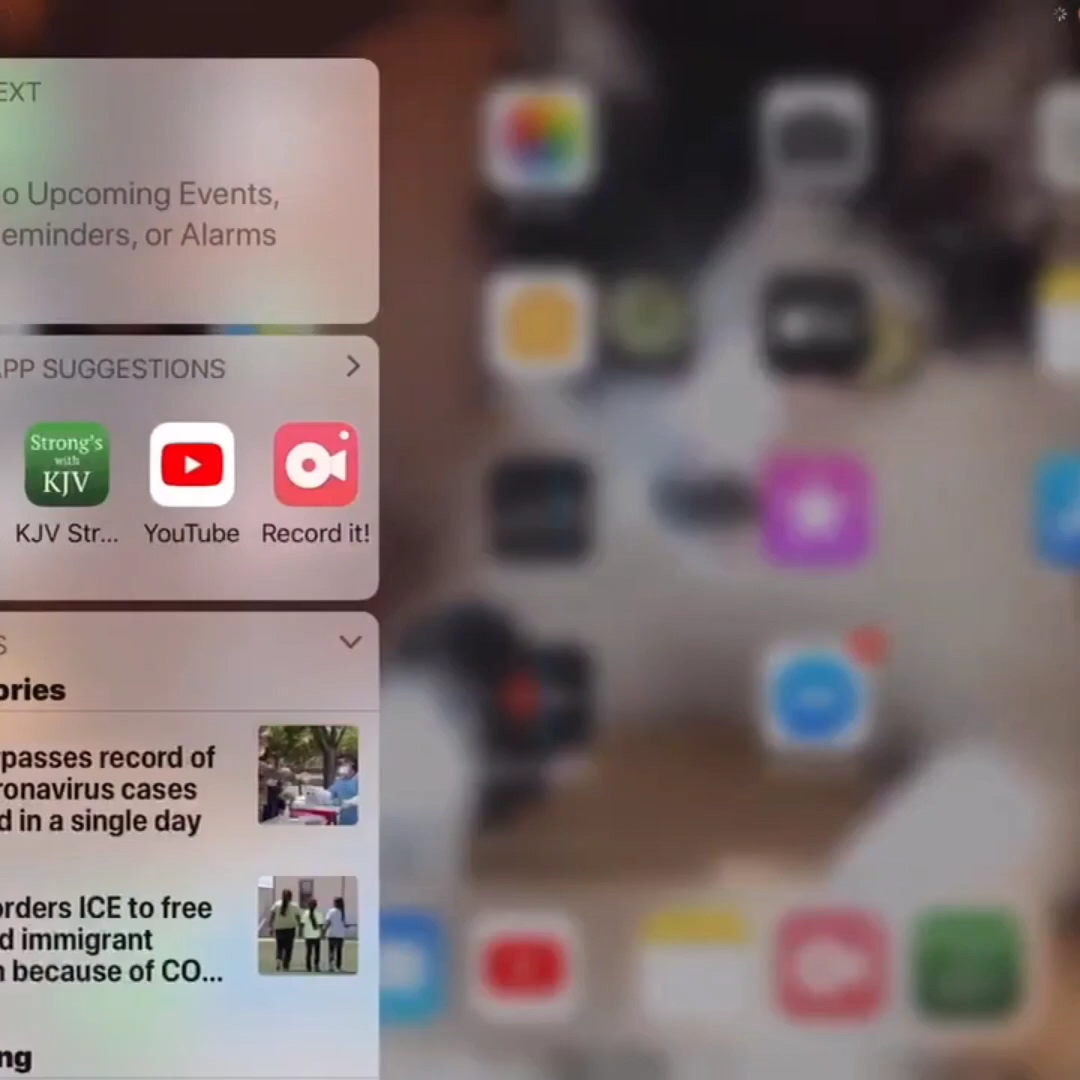 EXT
o Upcoming Events,
eminders, or Alarms
APP SUGGESTIONS
Strong's
with
KJV
KJV Str...
YouTube
Record it!
S
ories
passes record of
ronavirus cases
d in a single day
orders ICE to free
d immigrant
n because of CO...
ng